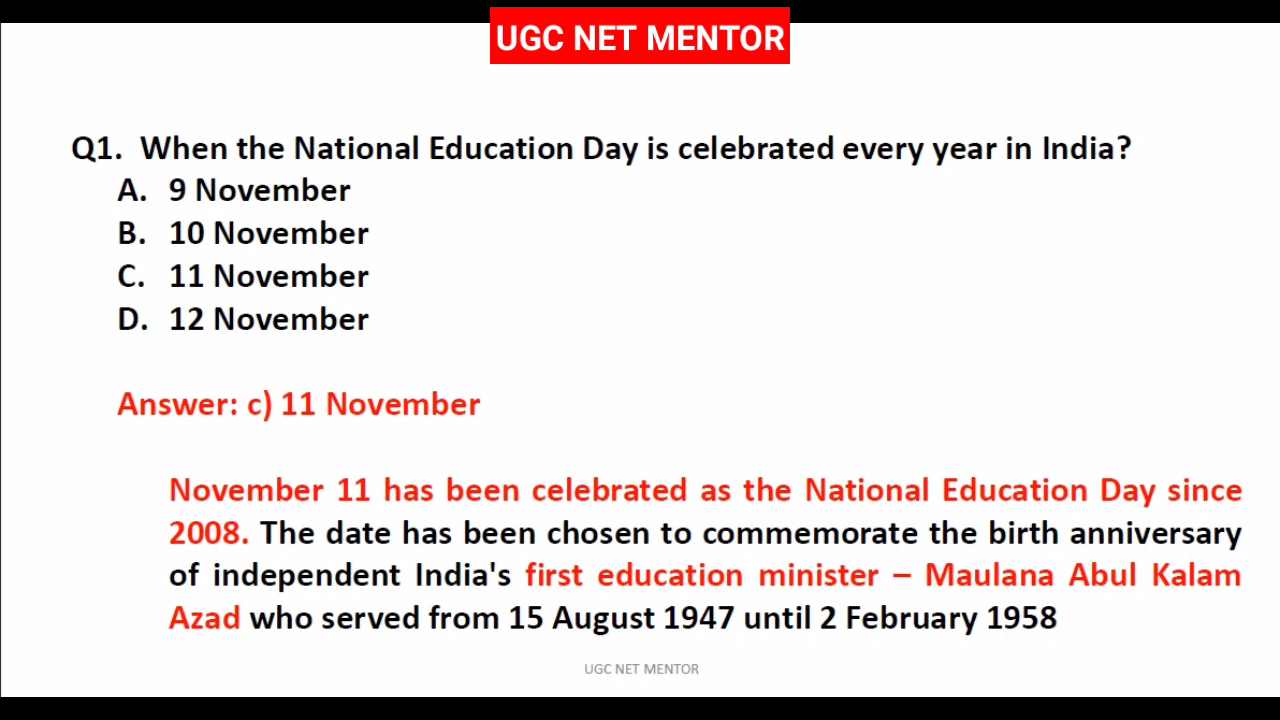 UGC NET MENTOR
Q1. When the National Education Day is celebrated every year in India?
A. 9 November
B. 10 November
C. 11 November
D. 12 November
Answer: c) 11 November
November 11 has been celebrated as the National Education Day since
2008. The date has been chosen to commemorate the birth anniversary
of independent India's first education minister – Maulana Abul Kalam
Azad who served from 15 August 1947 until 2 February 1958
UGC NET MENTOR